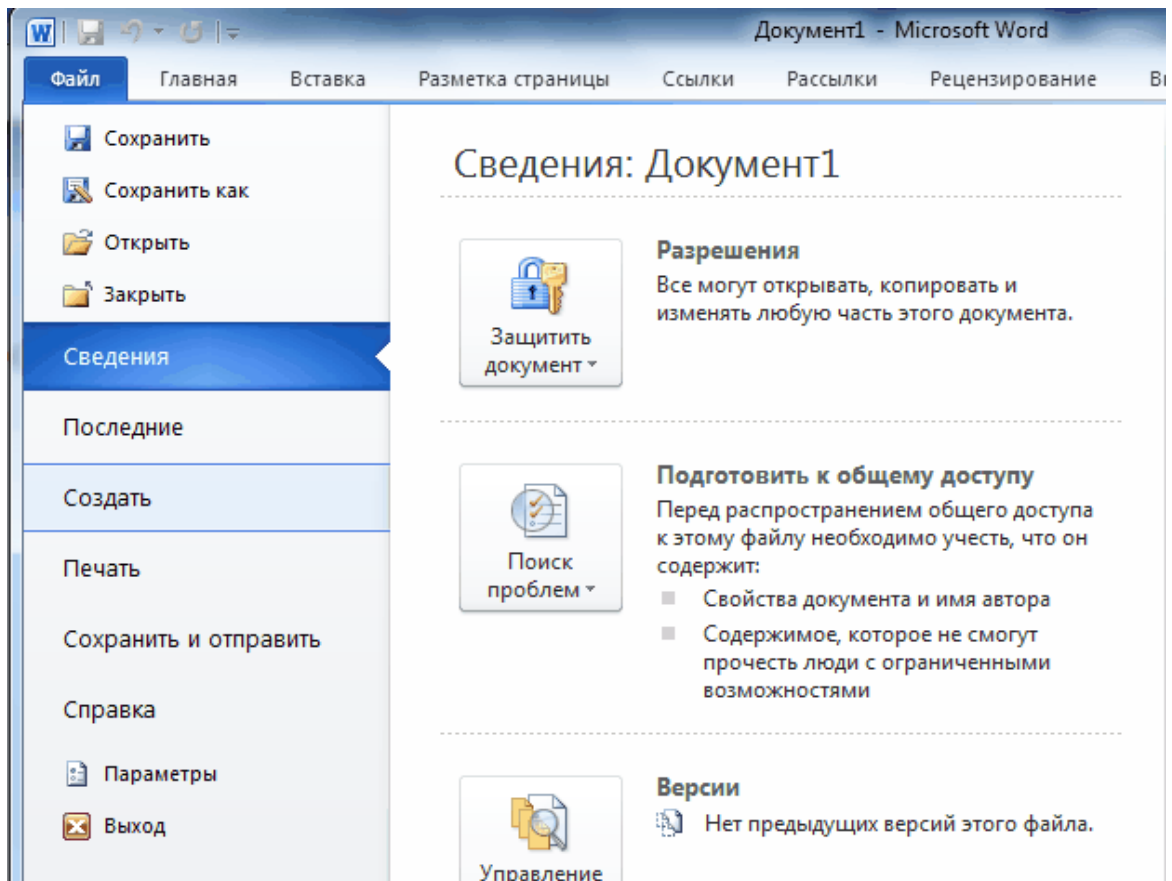 Документ1 - Microsoft Word
Файл Главная Вставка Разметка страницы Ссылки Рассылки Рецензирование
Сохранить
Сохранить как
Открыть
Закрыть
Сведения
Последние
Создать
Печать
Сохранить и отправить
Справка
Параметры
Выход
Сведения: Документ1
Защитить
документ
Разрешения
Все могут открывать, копировать и
изменять любую часть этого документа.
Поиск
проблем
Подготовить к общему доступу
Перед распространением общего доступа
к этому файлу необходимо учесть, что он
содержит:
Свойства документа и имя автора
Содержимое, которое не смогут
прочесть люди с ограниченными
возможностями
Управление
Версии
Нет предыдущих версий этого файла.